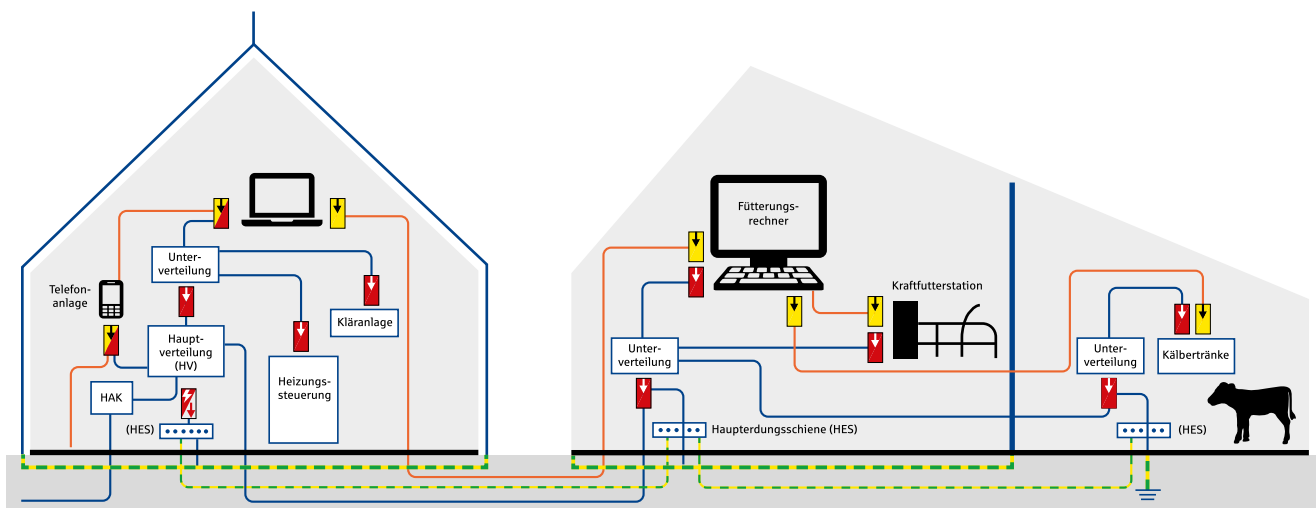 Telefon-
anlage
Unter-
verteilung
Haupt-
verteilung
(HV)
HAK
(HES)
Kläranlage
Heizungs-
steuerung
Fütterungs-
rechner
Kraftfutterstation
Unter-
verteilung
Haupterdungsschiene (HES)
Unter-
verteilung
Kälbertränke
(HES)